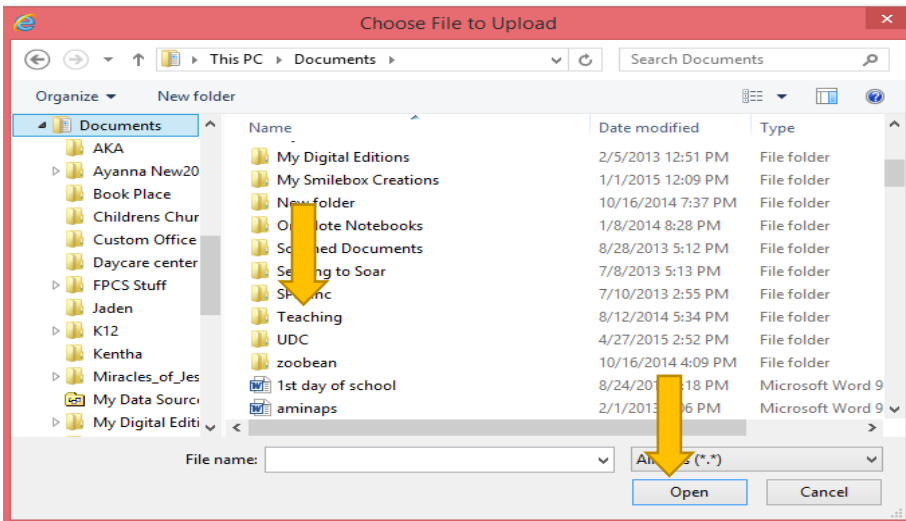 Choose File to Upload
This PC Documents Search Documents
Organize New folder
Documents Name Date modified Type
AKA My Digital Editions 2/5/2013 12:51 PM File folder
Ayanna New20 My Smilebox Creations 1/1/2015 12:09 PM File folder
Book Place New folder 10/16/2014 7:37 PM File folder
Childrens Chur Notebooks 1/8/2014 8:28 PM File folder
Custom Office Documents 8/28/2013 5:12 PM File folder
Daycare center to Soar 7/8/2013 5:13 PM File folder
FPCS Stuff 7/10/2013 2:55 PM File folder
Jaden Teaching 8/12/2014 5:34 PM File folder
K12 UDC 4/27/2015 2:52 PM File folder
Kentha zoobean 10/16/2014 4:09 PM File folder
Miracles_of_Jes 1st day of school Microsoft Word 9
My Data Sourc aminaps Microsoft Word 9
My Digital Editi
File name: (*.*)
Open Cancel